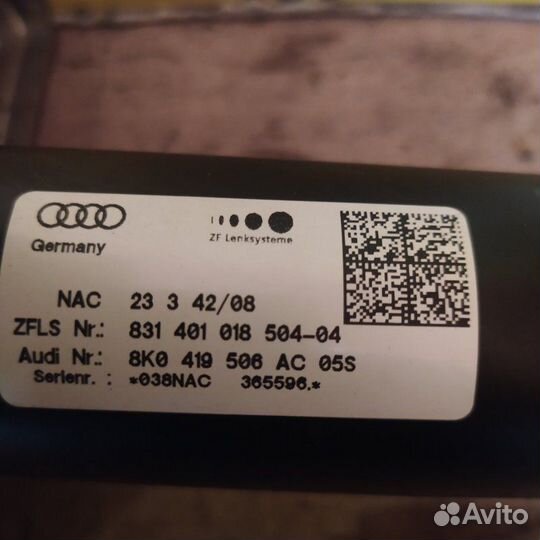 Germany
ZF Lenksysteme
NAC 23 3 42/08
ZFLS Nr.: 831 401 018 504-04
Audi Nr.: 8K0 419 506 AC 05S
Serienr. : *038NAC 365596.*
Avito